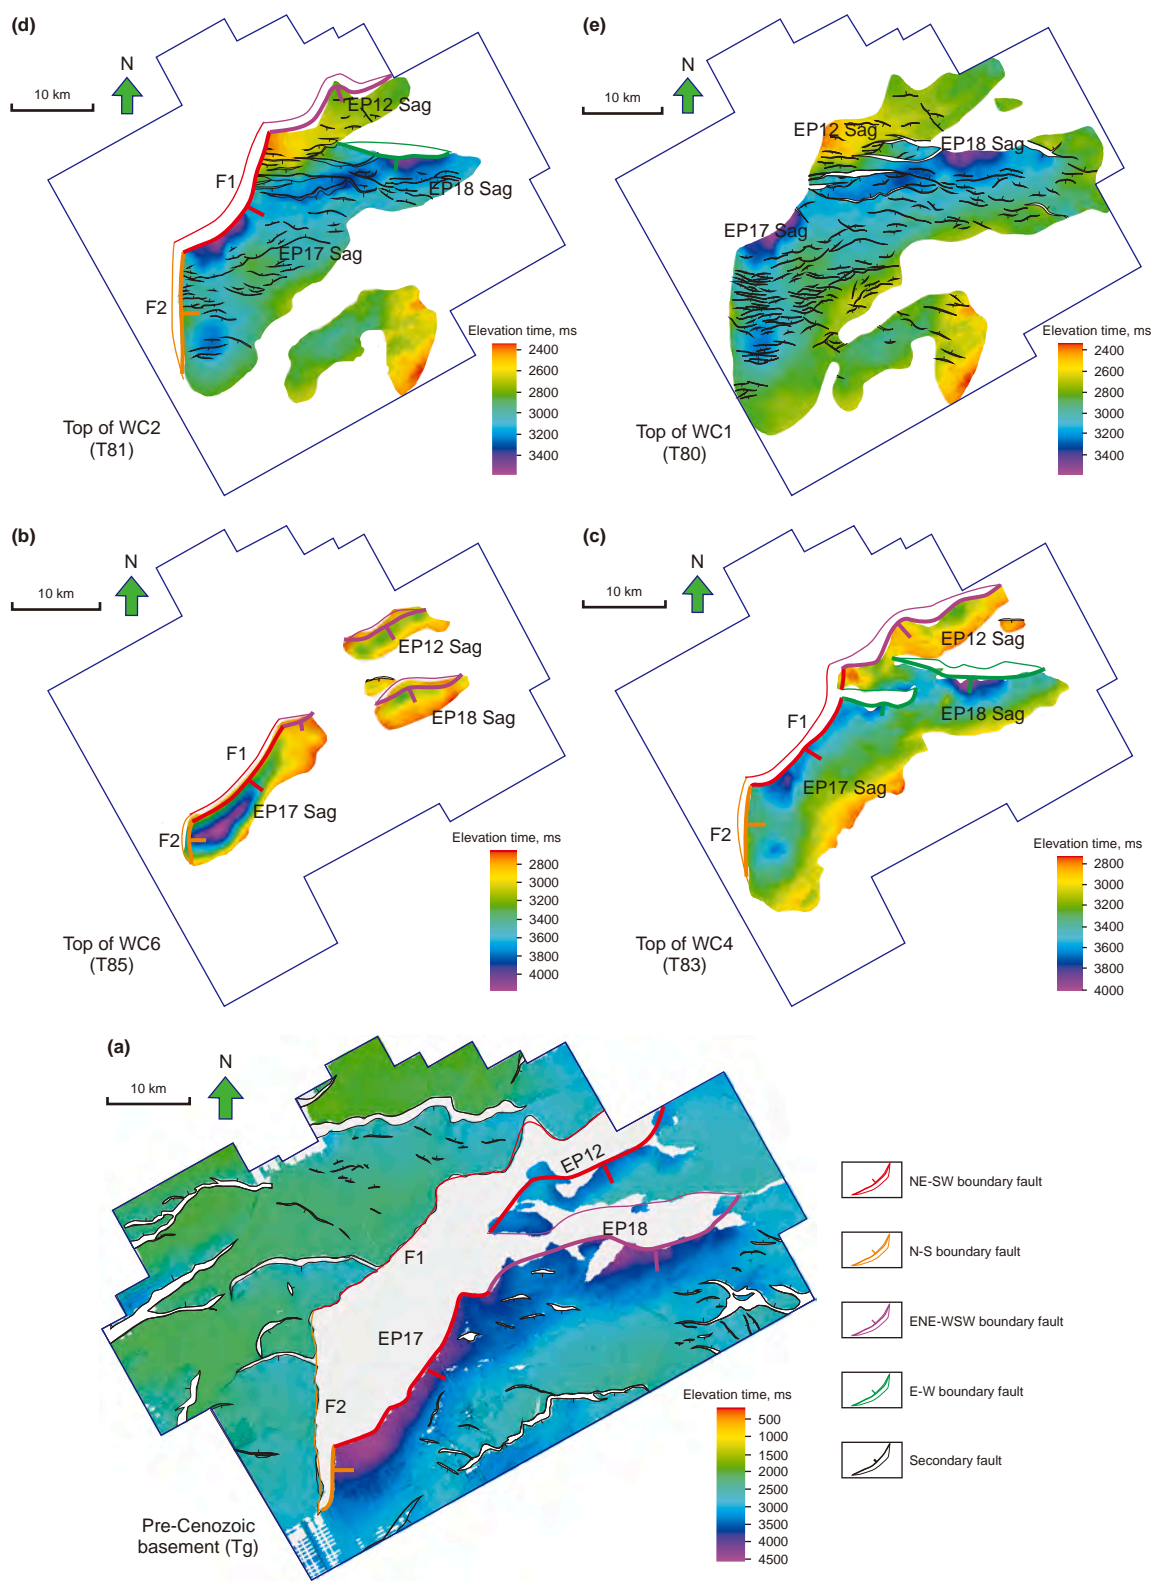 (d)
N
10 km
EP12 Sag
F1
EP18 Sag
EP17 Sag
F2
Elevation time, ms
2400
2600
2800
3000
3200
3400
Top of WC2
(T81)
(e)
N
10 km
EP12 Sag
EP18 Sag
EP17 Sag
Elevation time, ms
2400
2600
2800
3000
3200
3400
Top of WC1
(T80)
(b)
N
10 km
EP12 Sag
EP18 Sag
F1
EP17 Sag
F2
Elevation time, ms
2800
3000
3200
3400
3600
3800
4000
Top of WC6
(T85)
(c)
N
10 km
EP12 Sag
EP18 Sag
F1
EP17 Sag
F2
Elevation time, ms
2800
3000
3200
3400
3600
3800
4000
Top of WC4
(T83)
(a)
N
10 km
EP12
EP18
F1
EP17
F2
Elevation time, ms
500
1000
1500
2000
2500
3000
3500
4000
4500
Pre-Cenozoic
basement (Tg)
NE-SW boundary fault
N-S boundary fault
ENE-WSW boundary fault
E-W boundary fault
Secondary fault